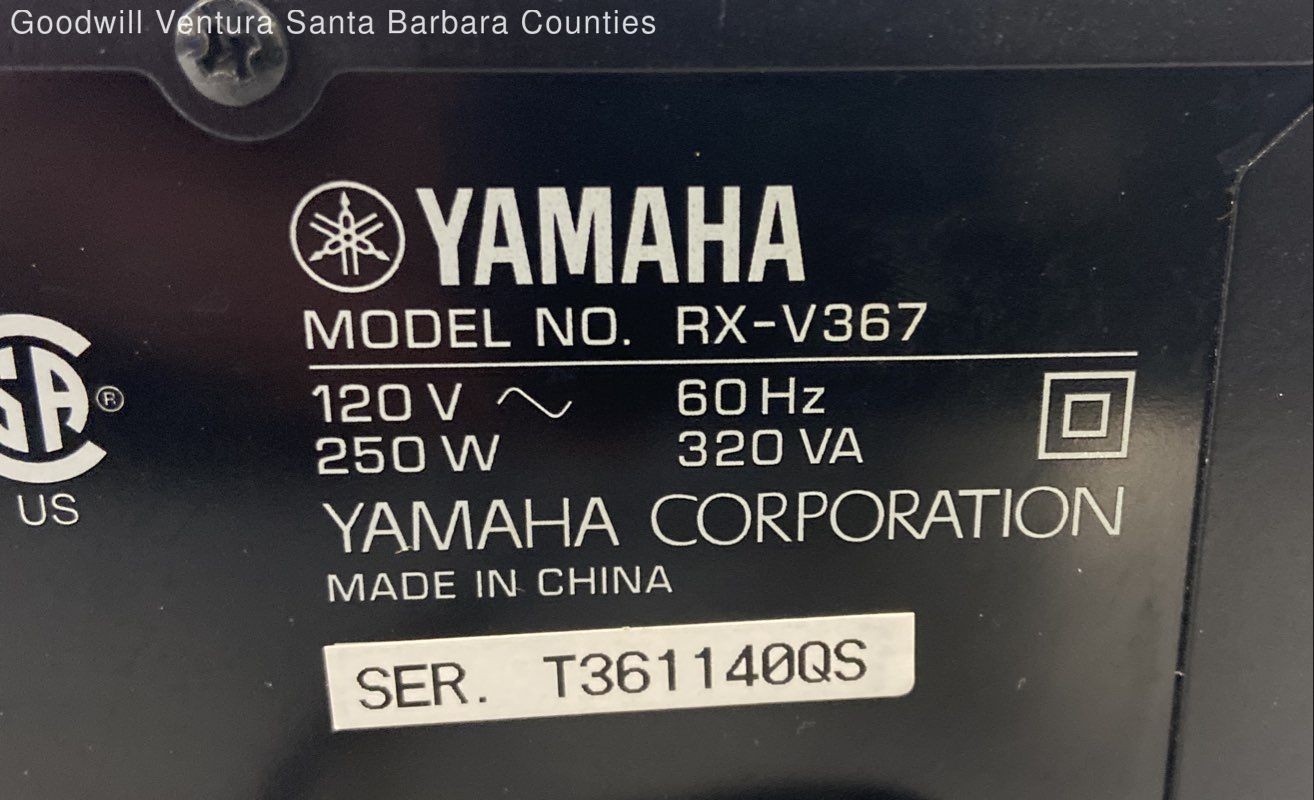 Goodwill Ventura Santa Barbara Counties
YAMAHA
MODEL NO. RX-V367
120 V 60 Hz
250 W 320 VA
SA ®
US
YAMAHA CORPORATION
MADE IN CHINA
SER. T361140QS